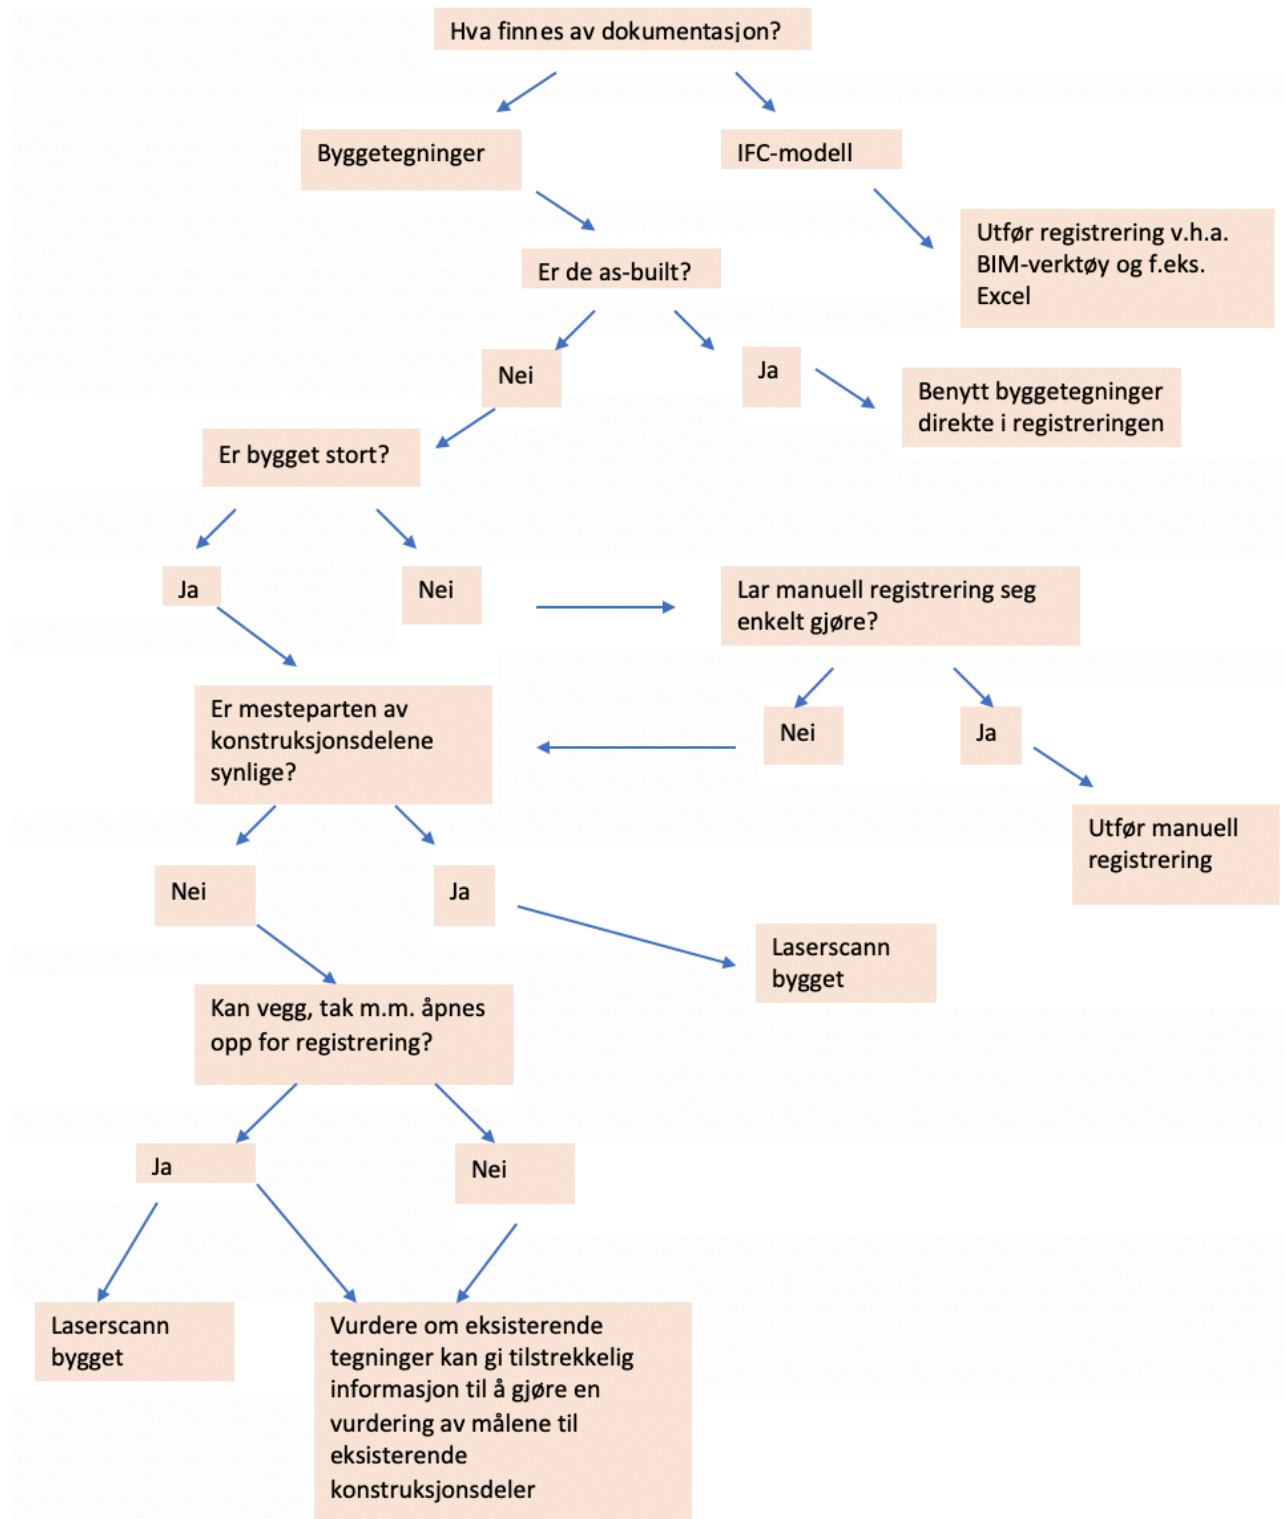 Hva finnes av dokumentasjon?
Byggetegninger
IFC-modell
Utfør registrering v.h.a.
BIM-verktøy og f.eks.
Excel
Er de as-built?
Nei
Ja
Benytt byggetegninger
direkte i registreringen
Er bygget stort?
Ja
Nei
Lar manuell registrering seg
enkelt gjøre?
Er mesteparten av
konstruksjonsdelene
synlige?
Nei
Ja
Utfør manuell
registrering
Nei
Ja
Laserscann
bygget
Kan vegg, tak m.m. åpnes
opp for registrering?
Ja
Nei
Laserscann
bygget
Vurdere om eksisterende
tegninger kan gi tilstrekkelig
informasjon til å gjøre en
vurdering av målene til
eksisterende
konstruksjonsdeler